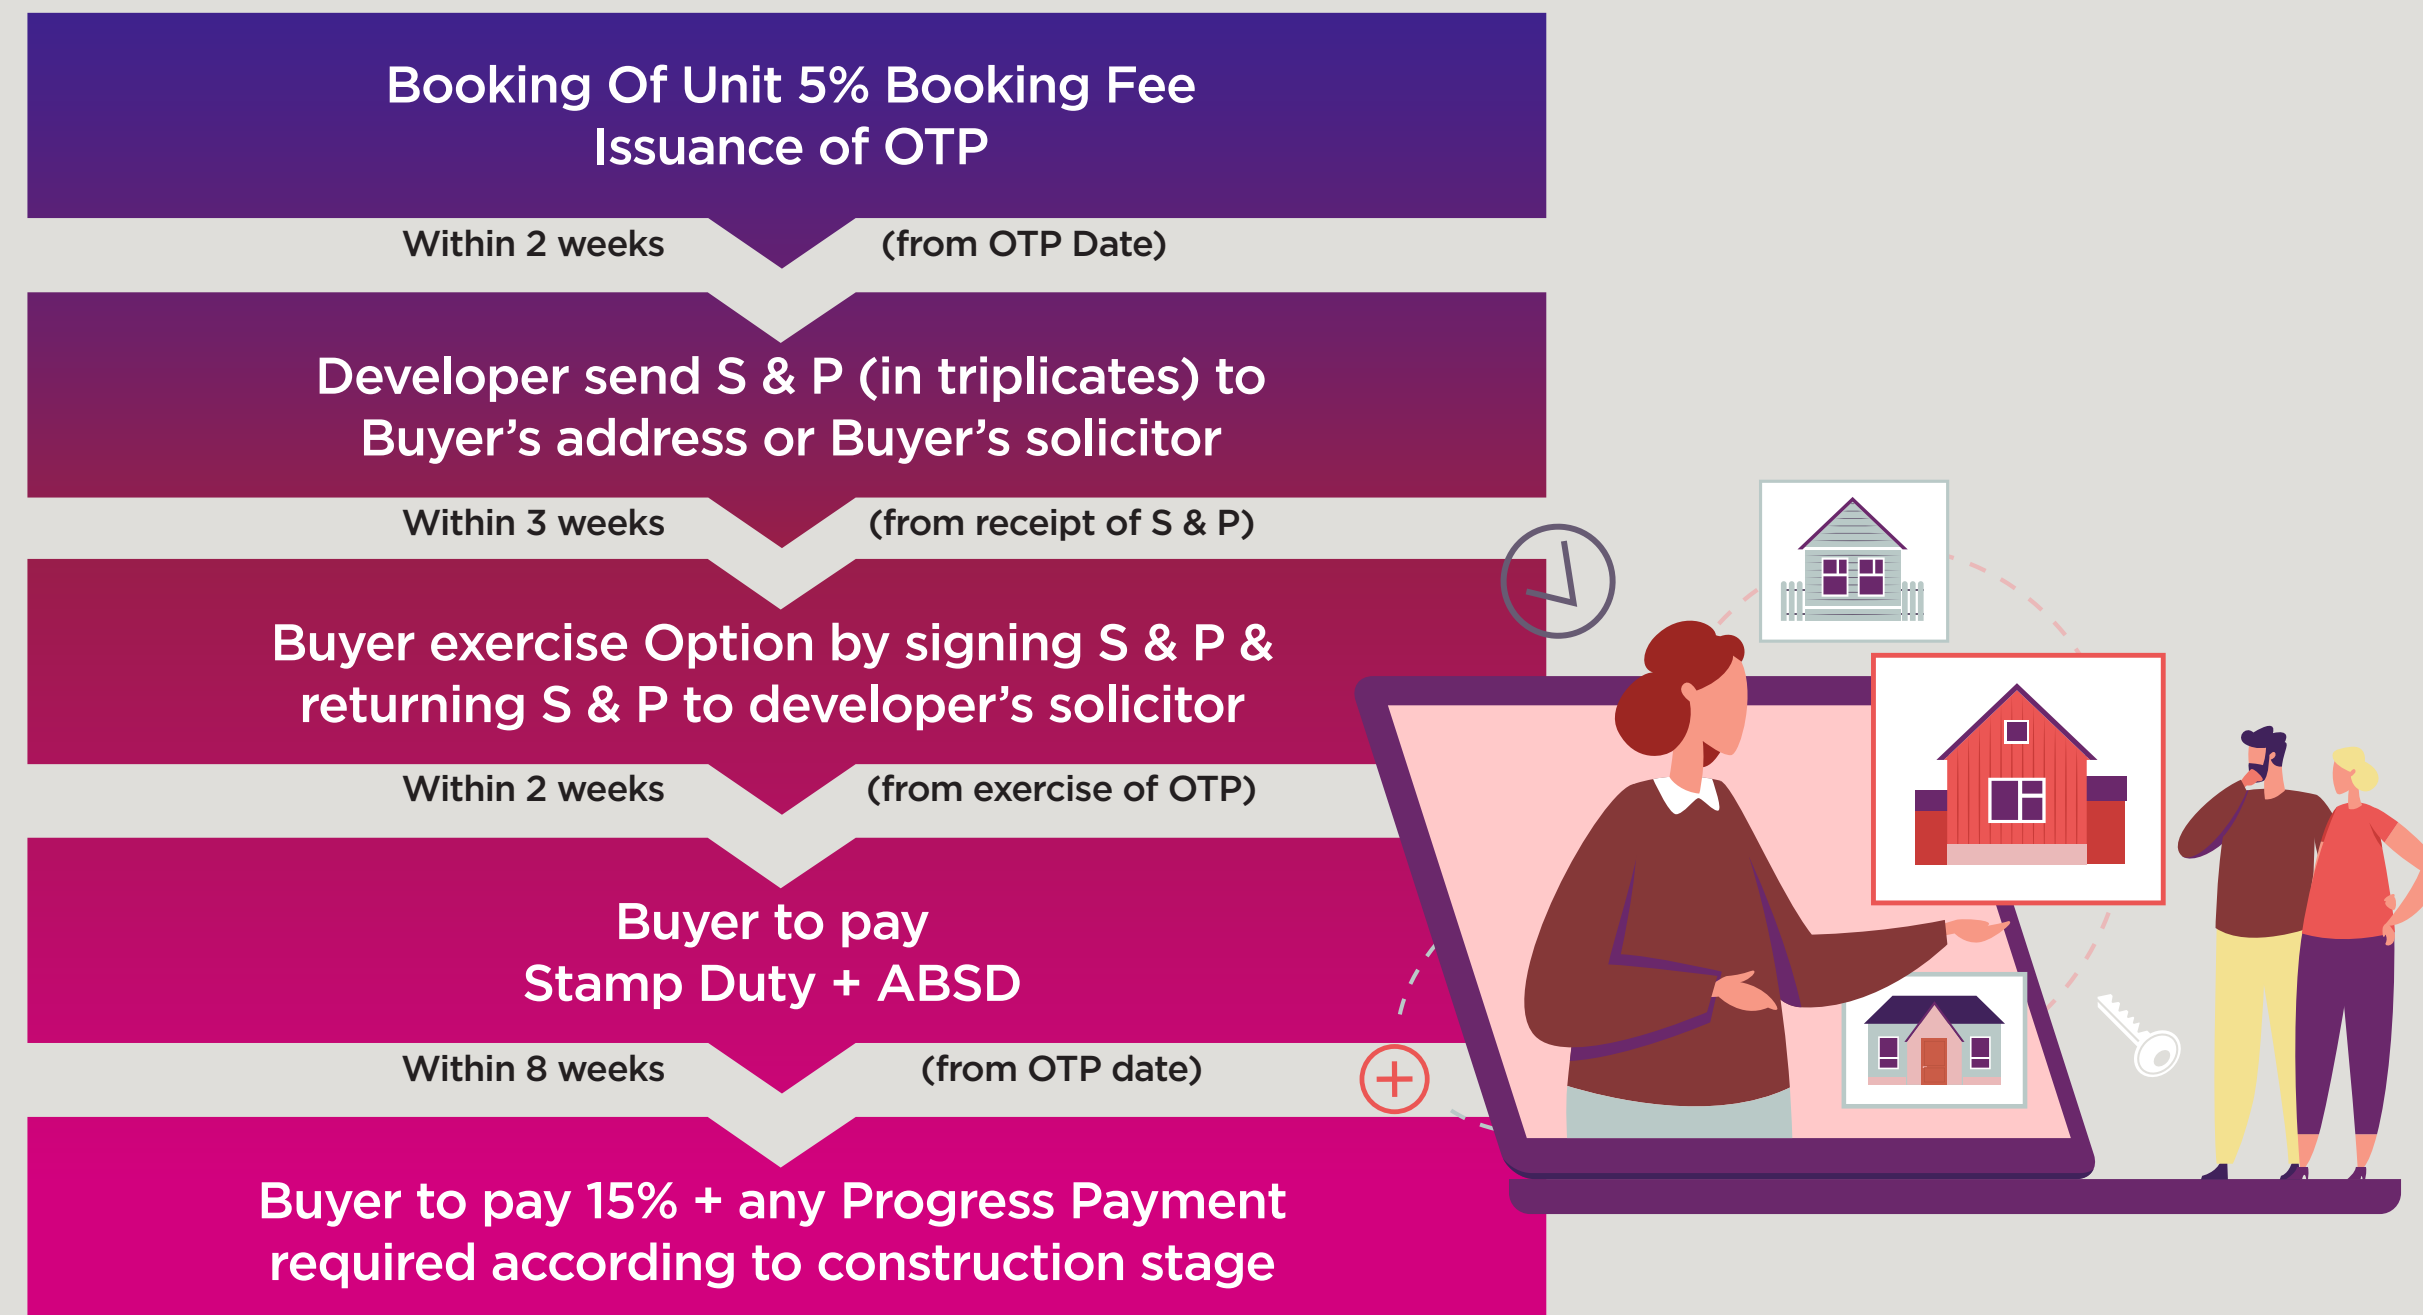 Booking Of Unit 5% Booking Fee
Issuance of OTP
Within 2 weeks (from OTP Date)
Developer send S & P (in triplicates) to
Buyer’s address or Buyer’s solicitor
Within 3 weeks (from receipt of S & P)
Buyer exercise Option by signing S & P &
returning S & P to developer’s solicitor
Within 2 weeks (from exercise of OTP)
Buyer to pay
Stamp Duty + ABSD
Within 8 weeks (from OTP date)
Buyer to pay 15% + any Progress Payment
required according to construction stage